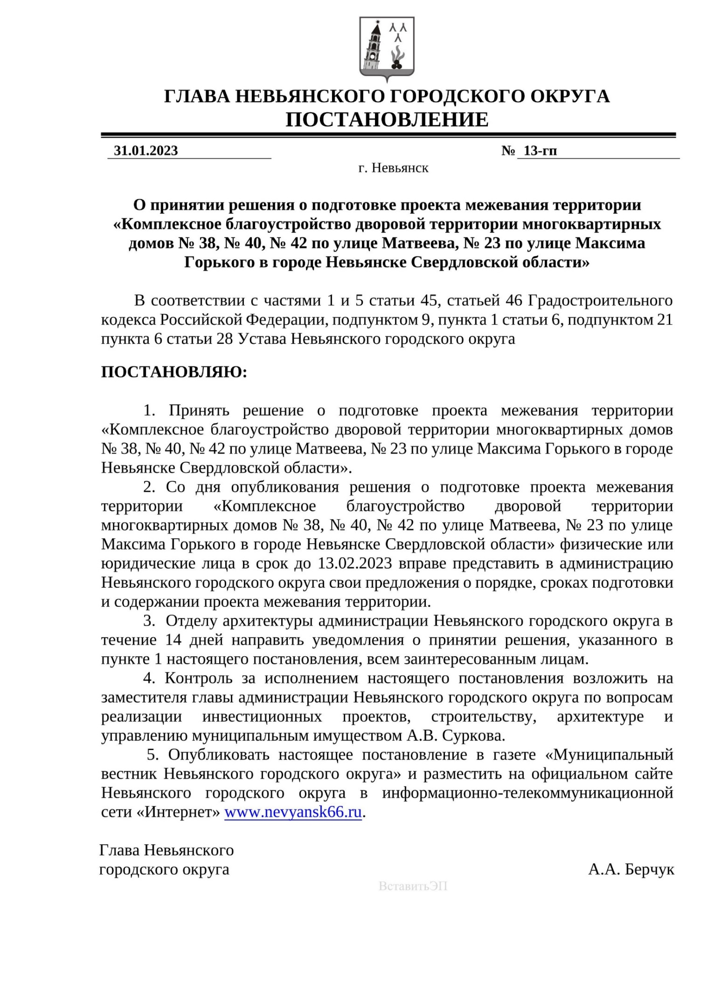 ГЛАВА НЕВЬЯНСКОГО ГОРОДСКОГО ОКРУГА
ПОСТАНОВЛЕНИЕ
31.01.2023 № 13-гп
г. Невьянск
О принятии решения о подготовке проекта межевания территории
«Комплексное благоустройство дворовой территории многоквартирных
домов № 38, № 40, № 42 по улице Матвеева, № 23 по улице Максима
Горького в городе Невьянске Свердловской области»
В соответствии с частями 1 и 5 статьи 45, статьей 46 Градостроительного
кодекса Российской Федерации, подпунктом 9, пункта 1 статьи 6, подпунктом 21
пункта 6 статьи 28 Устава Невьянского городского округа
ПОСТАНОВЛЯЮ:
1. Принять решение о подготовке проекта межевания территории
«Комплексное благоустройство дворовой территории многоквартирных домов
№ 38, № 40, № 42 по улице Матвеева, № 23 по улице Максима Горького в городе
Невьянске Свердловской области».
2. Со дня опубликования решения о подготовке проекта межевания
территории «Комплексное благоустройство дворовой территории
многоквартирных домов № 38, № 40, № 42 по улице Матвеева, № 23 по улице
Максима Горького в городе Невьянске Свердловской области» физические или
юридические лица в срок до 13.02.2023 вправе представить в администрацию
Невьянского городского округа свои предложения о порядке, сроках подготовки
и содержании проекта межевания территории.
3. Отделу архитектуры администрации Невьянского городского округа в
течение 14 дней направить уведомления о принятии решения, указанного в
пункте 1 настоящего постановления, всем заинтересованным лицам.
4. Контроль за исполнением настоящего постановления возложить на
заместителя главы администрации Невьянского городского округа по вопросам
реализации инвестиционных проектов, строительству, архитектуре и
управлению муниципальным имуществом А.В. Суркова.
5. Опубликовать настоящее постановление в газете «Муниципальный
вестник Невьянского городского округа» и разместить на официальном сайте
Невьянского городского округа в информационно-телекоммуникационной
сети «Интернет» www.nevyansk66.ru.
Глава Невьянского
городского округа А.А. Берчук
ВставитьЭП